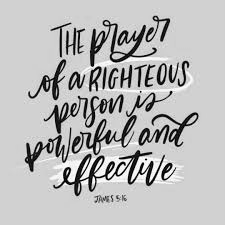 THE prayer
of a RIGHTEOUS
person is
powerful and
effective
JAMES 5:16